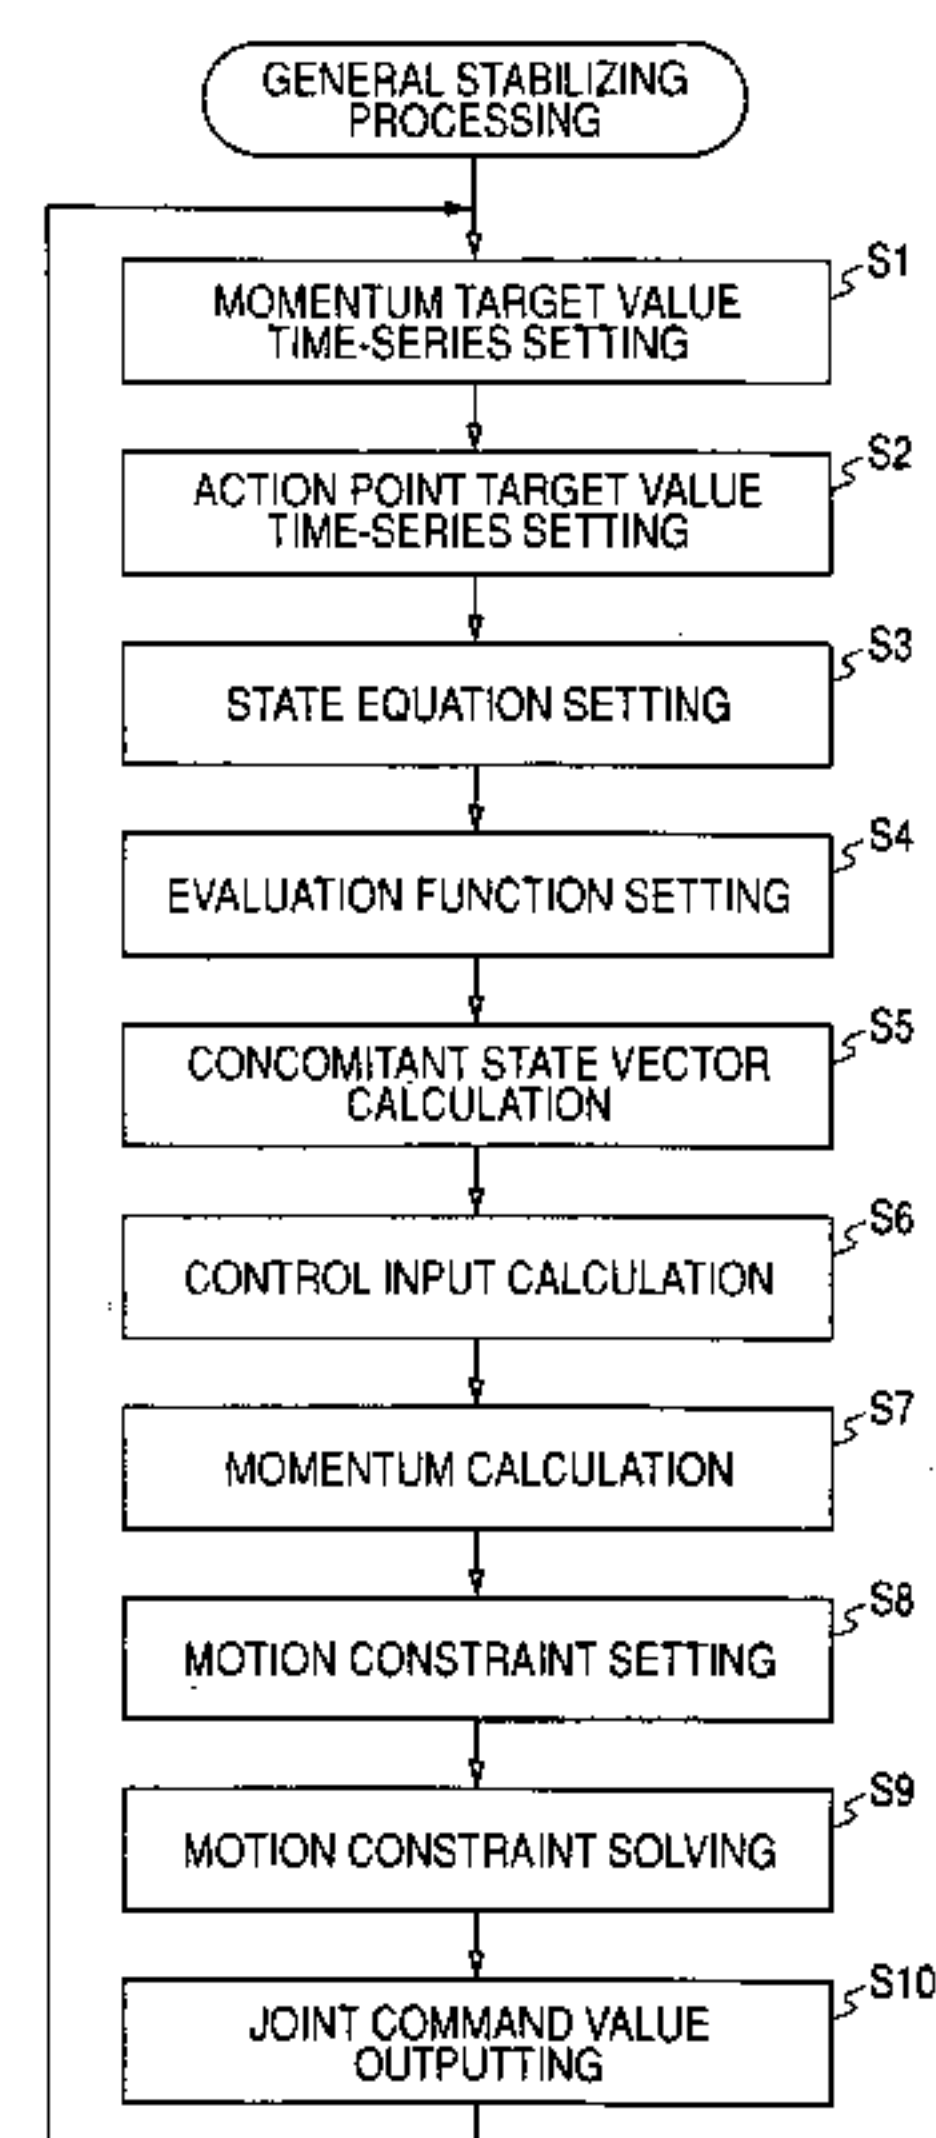 GENERAL STABILIZING
PROCESSING
S1
MOMENTUM TARGET VALUE
TIME-SERIES SETTING
S2
ACTION POINT TARGET VALUE
TIME-SERIES SETTING
S3
STATE EQUATION SETTING
S4
EVALUATION FUNCTION SETTING
S5
CONCOMITANT STATE VECTOR
CALCULATION
S6
CONTROL INPUT CALCULATION
S7
MOMENTUM CALCULATION
S8
MOTION CONSTRAINT SETTING
S9
MOTION CONSTRAINT SOLVING
S10
JOINT COMMAND VALUE
OUTPUTTING